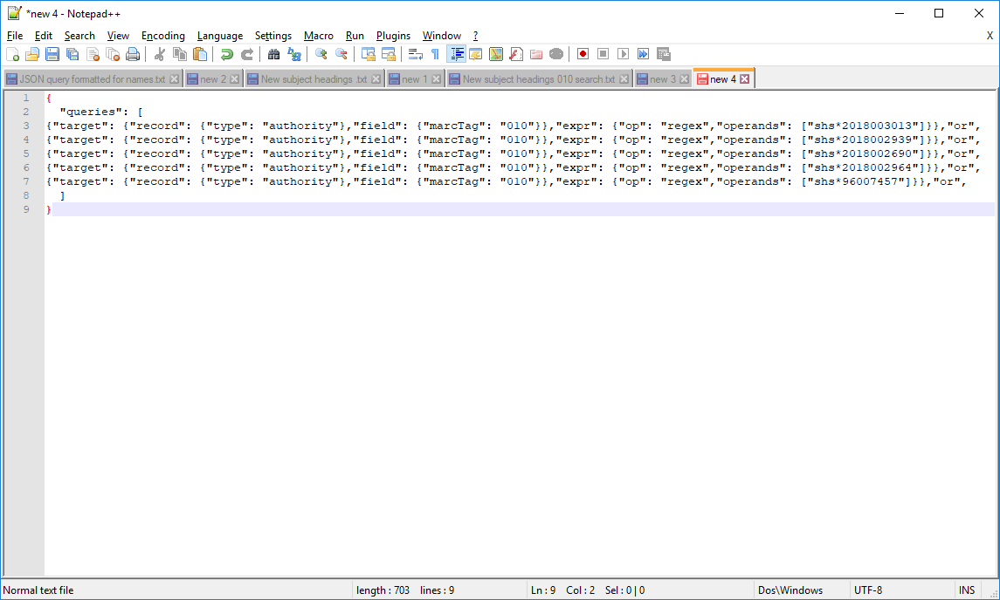 *new 4 - Notepad++
File Edit Search View Encoding Language Settings Macro Run Plugins Window ? X
JSON query formatted for names.txt new 2 New subject headings .txt new 1 New subject headings 010 search.txt new 3 new 4
1 {
2   "queries": [
3 {"target": {"record": {"type": "authority"},"field": {"marcTag": "010"}},"expr": {"op": "regex","operands": ["shs*2018003013"]}},"or",
4 {"target": {"record": {"type": "authority"},"field": {"marcTag": "010"}},"expr": {"op": "regex","operands": ["shs*2018002939"]}},"or",
5 {"target": {"record": {"type": "authority"},"field": {"marcTag": "010"}},"expr": {"op": "regex","operands": ["shs*2018002690"]}},"or",
6 {"target": {"record": {"type": "authority"},"field": {"marcTag": "010"}},"expr": {"op": "regex","operands": ["shs*2018002964"]}},"or",
7 {"target": {"record": {"type": "authority"},"field": {"marcTag": "010"}},"expr": {"op": "regex","operands": ["shs*96007457"]}},"or",
8   ]
9 }
Normal text file length : 703 lines : 9 Ln : 9 Col : 2 Sel : 0 | 0 Dos\Windows UTF-8 INS